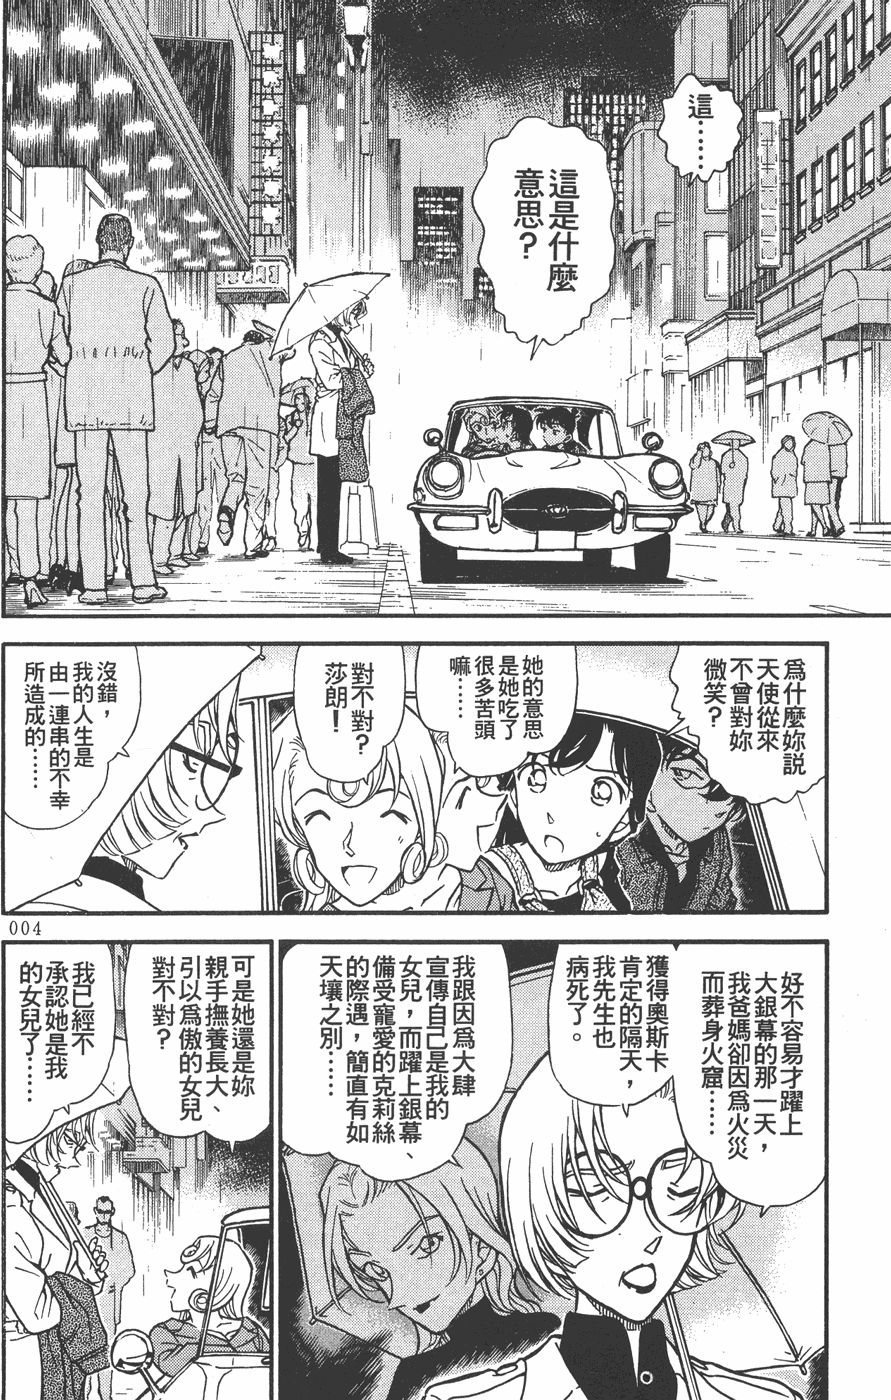 這……
這是什麼
意思？
為什麼妳說
天使從來
不曾對妳
微笑？
她的意思
是她吃了
很多苦頭
嘛……
對不對？
莎朗！
沒錯，
我的人生是
由一連串的不幸
所造成的……
004
好不容易才躍上
大銀幕的那一天，
我爸媽卻因為火災
而葬身火窟……
獲得奧斯卡
肯定的隔天，
我先生也
病死了。
我跟因為大肆
宣傳自己是我的
女兒，而躍上銀幕、
備受寵愛的克莉絲
的際遇，簡直有如
天壤之別……
可是她還是妳
親手撫養長大、
引以為傲的女兒
對不對？
我已經不
承認她是我
的女兒了……